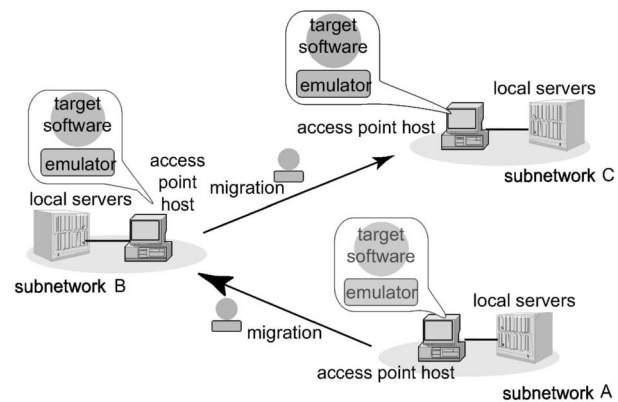 target
software
emulator
local servers
access point host
subnetwork C
target
software
emulator
access
point
host
local servers
subnetwork B
migration
target
software
emulator
local servers
access point host
subnetwork A
migration